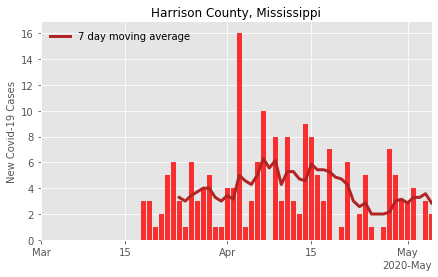 Harrison County, Mississippi
7 day moving average
New Covid-19 Cases
16
14
12
10
8
6
4
2
0
Mar 15 Apr 15 May
2020-May